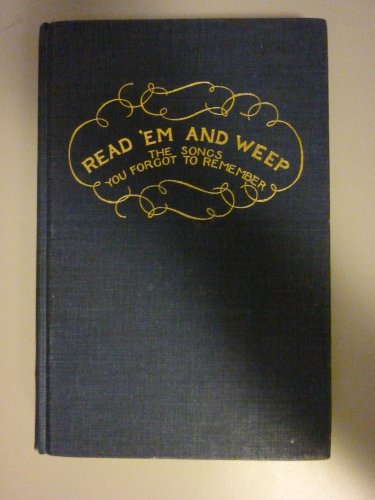 READ 'EM AND WEEP
THE SONGS
YOU FORGOT TO REMEMBER